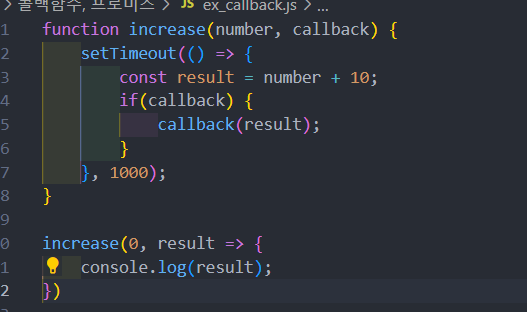 콜백함수, 프로미스 > JS ex_callback.js > ...
1 function increase(number, callback) {
2 setTimeout(() => {
3 const result = number + 10;
4 if(callback) {
5 callback(result);
6 }
7 }, 1000);
8 }
9
0 increase(0, result => {
1 console.log(result);
2 })